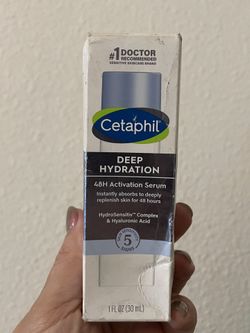 #1 DOCTOR
RECOMMENDED
SENSITIVE SKINCARE BRAND
Cetaphil®
DEEP
HYDRATION
48H Activation Serum
Instantly absorbs to deeply
replenish skin for 48 hours
HydroSensitiv™ Complex
& Hyaluronic Acid
5
1 FL OZ (30 mL)